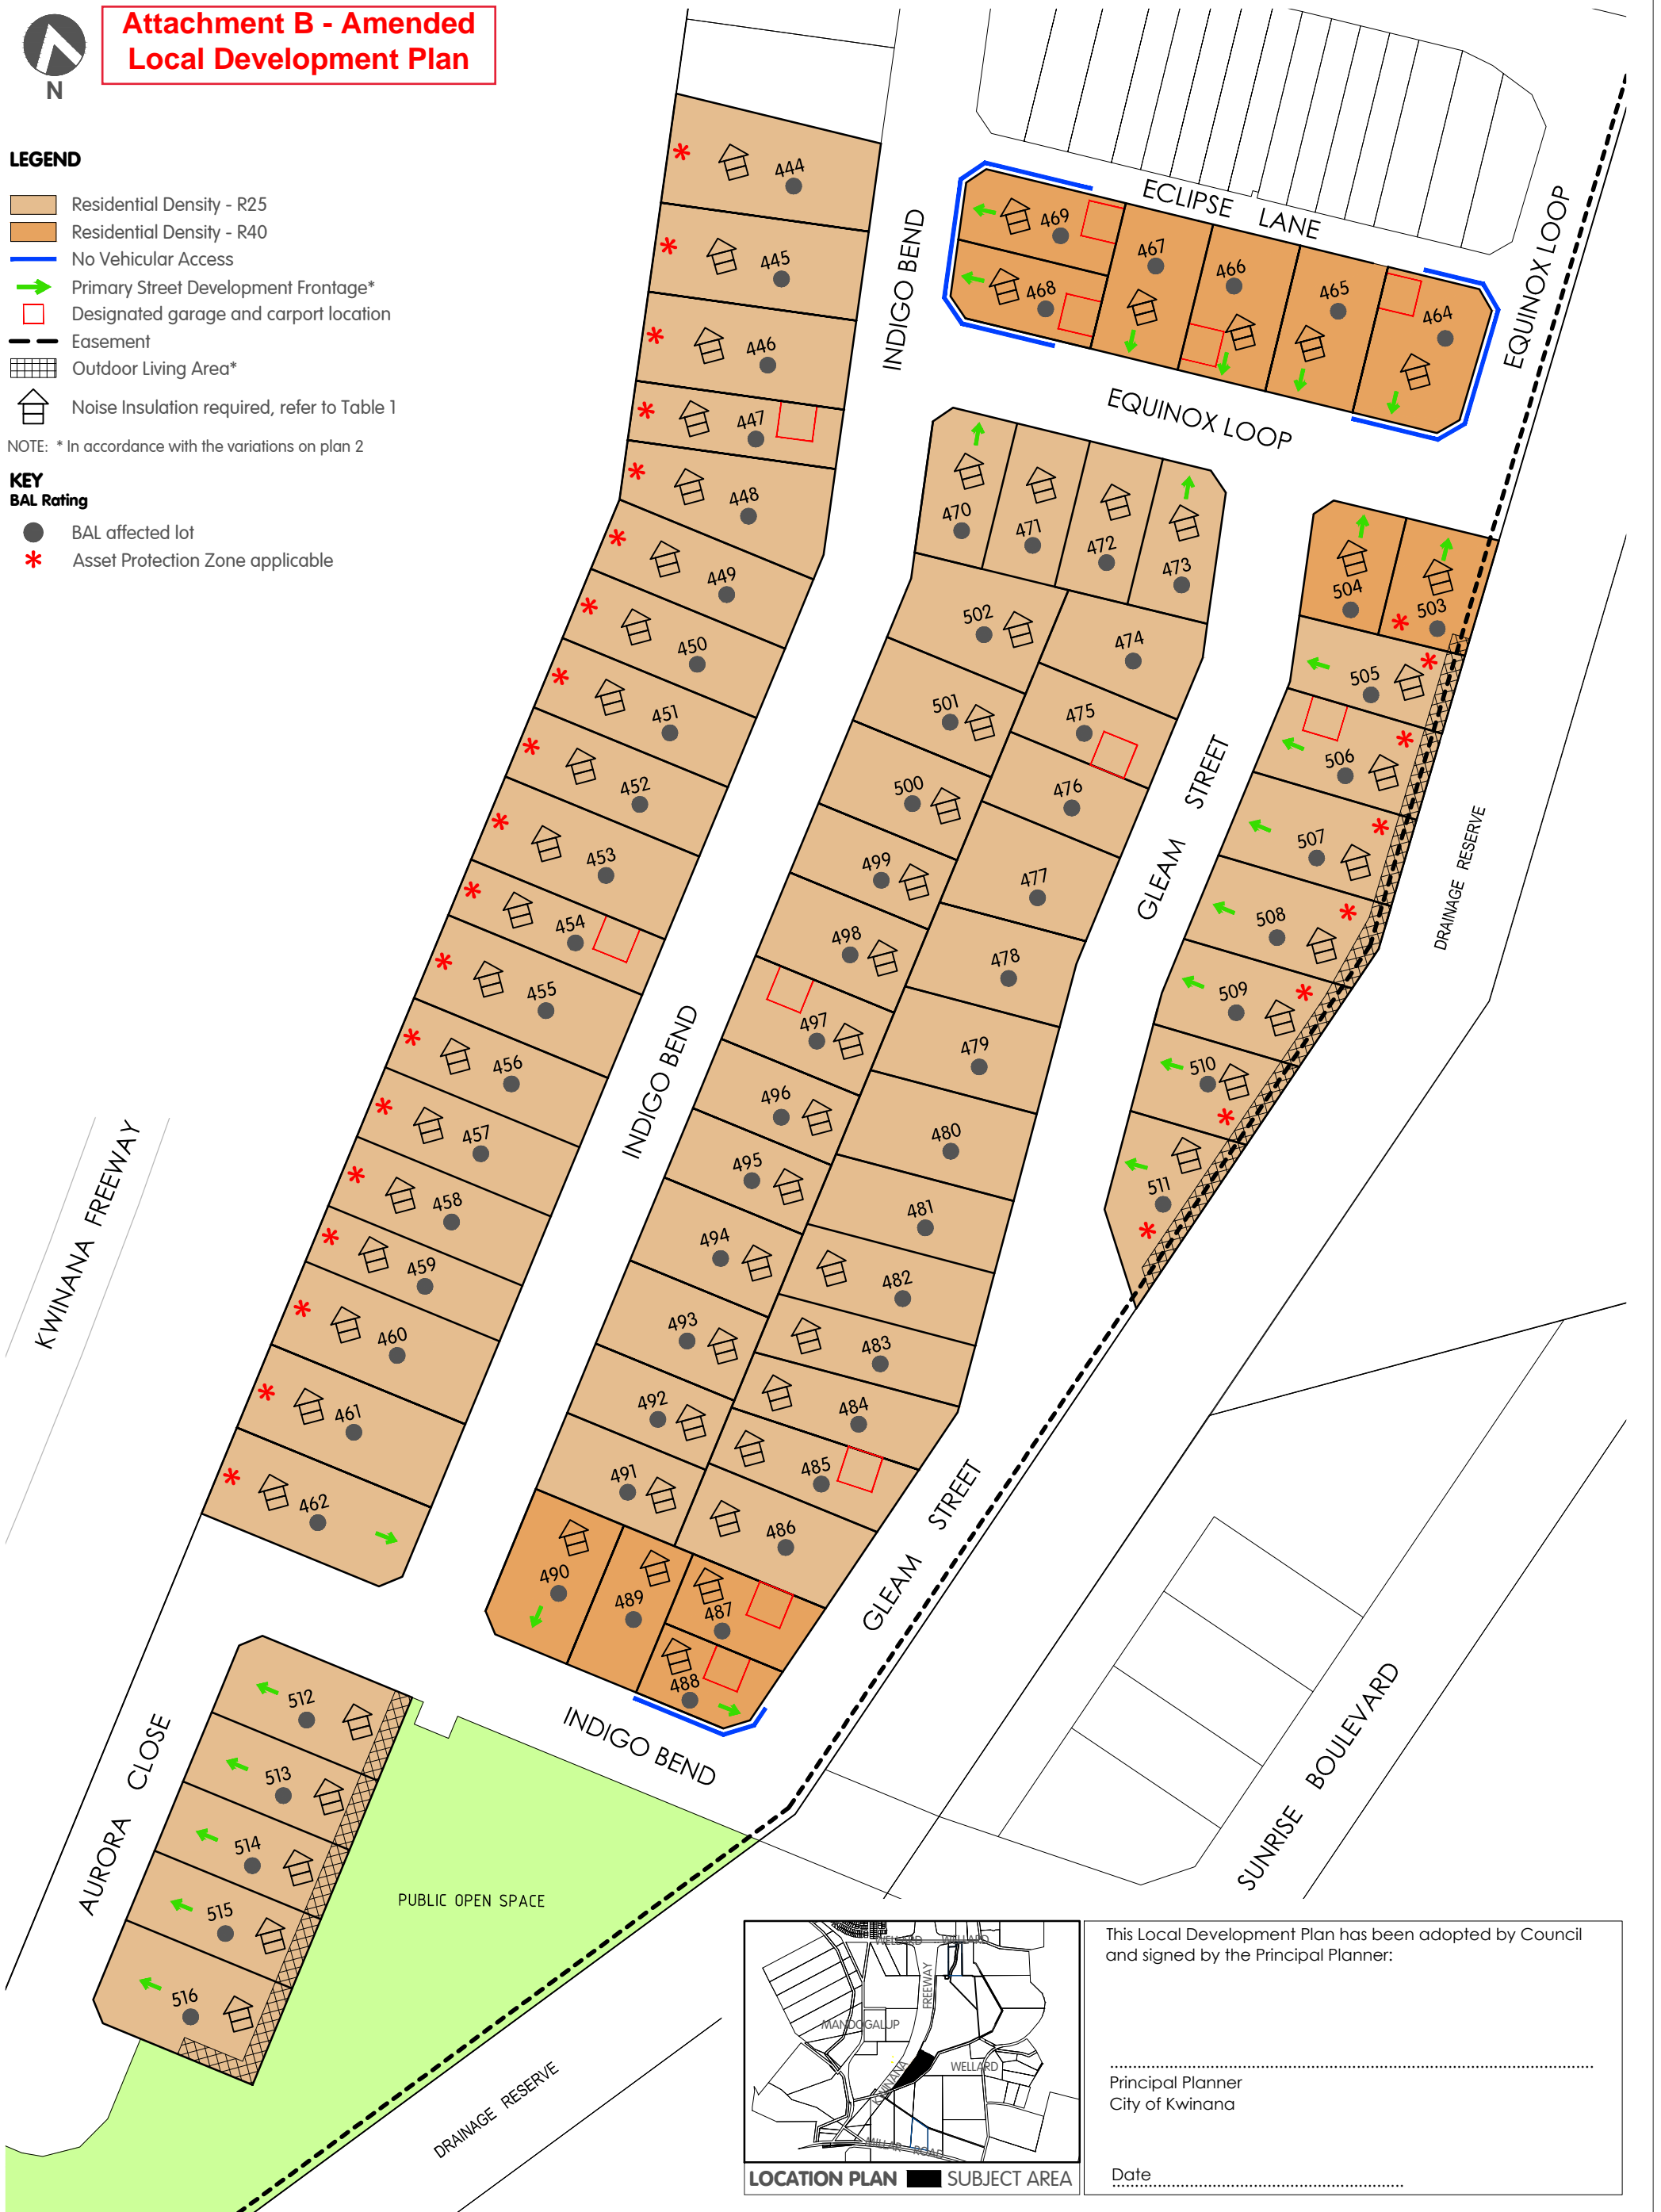 Attachment B - Amended
Local Development Plan
N
LEGEND
Residential Density - R25
Residential Density - R40
No Vehicular Access
Primary Street Development Frontage*
Designated garage and carport location
Easement
Outdoor Living Area*
Noise Insulation required, refer to Table 1
NOTE: * In accordance with the variations on plan 2
KEY
BAL Rating
BAL affected lot
Asset Protection Zone applicable
444
445
446
447
448
449
450
451
452
453
454
455
456
457
458
459
460
461
462
INDIGO BEND
ECLIPSE LANE
EQUINOX LOOP
469
468
467
466
465
464
EQUINOX LOOP
470
471
472
473
504
503
502
501
500
499
498
497
496
495
494
493
492
491
490
489
487
488
474
475
476
477
478
479
480
481
482
483
484
485
486
505
506
507
508
509
510
511
GLEAM STREET
DRAINAGE RESERVE
INDIGO BEND
KWINANA FREEWAY
GLEAM STREET
INDIGO BEND
SUNRISE BOULEVARD
AURORA CLOSE
512
513
514
515
516
PUBLIC OPEN SPACE
DRAINAGE RESERVE
WELLARD
WELLARD
FREEWAY
MANDOGALUP
WELLARD
KWINANA
MILLAR ROAD
LOCATION PLAN SUBJECT AREA
This Local Development Plan has been adopted by Council
and signed by the Principal Planner:
Principal Planner
City of Kwinana
Date